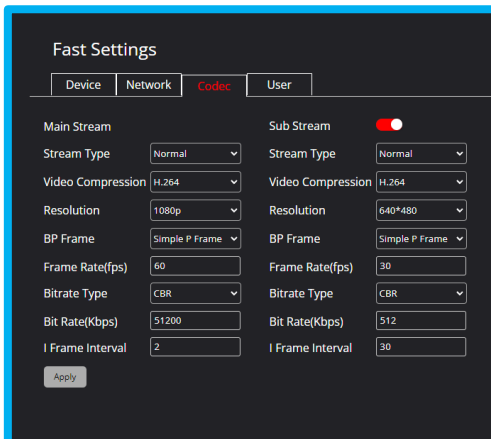 Fast Settings
Device Network Codec User
Main Stream Sub Stream
Stream Type Normal Stream Type Normal
Video Compression H.264 Video Compression H.264
Resolution 1080p Resolution 640*480
BP Frame Simple P Frame BP Frame Simple P Frame
Frame Rate(fps) 60 Frame Rate(fps) 30
Bitrate Type CBR Bitrate Type CBR
Bit Rate(Kbps) 51200 Bit Rate(Kbps) 512
I Frame Interval 2 I Frame Interval 30
Apply